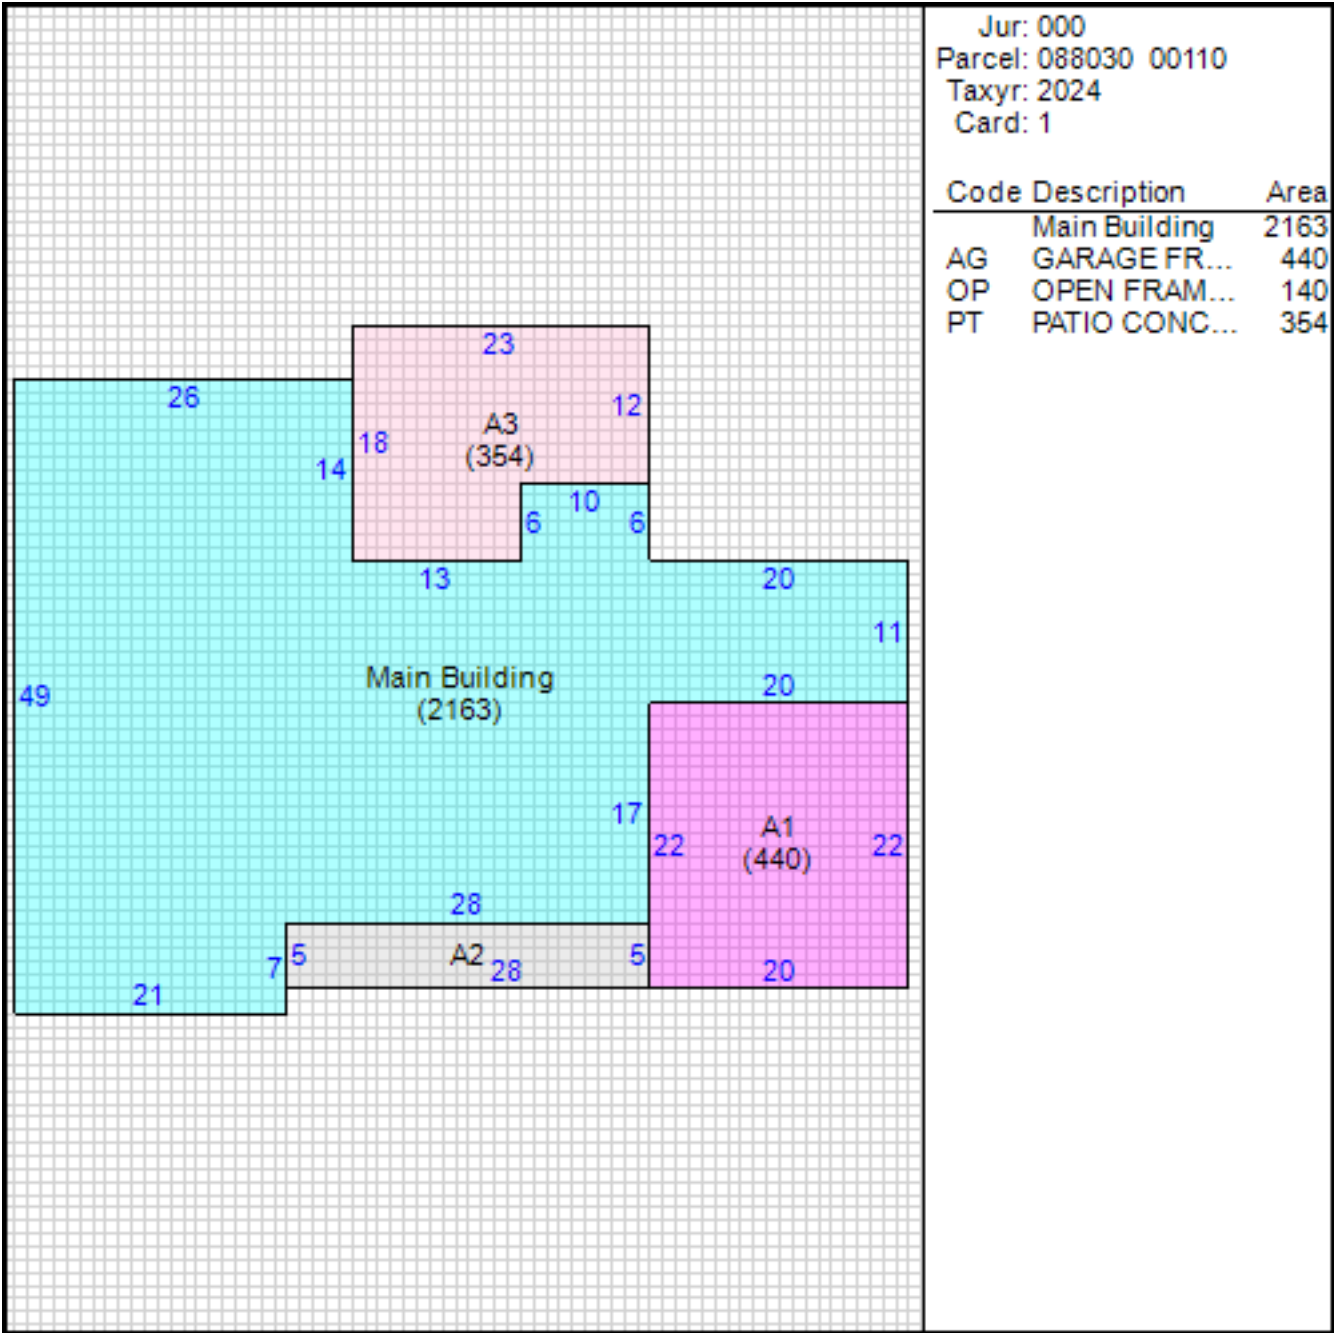 Jur: 000
Parcel: 088030 00110
Taxyr: 2024
Card: 1
Code Description Area
Main Building 2163
AG GARAGE FR... 440
OP OPEN FRAM... 140
PT PATIO CONC... 354
23
26
12
A3
18
(354)
14
10
6 6
13 20
11
Main Building
(2163)
20
49
17
A1
22 (440) 22
28
5 A2 28 5
7
20
21